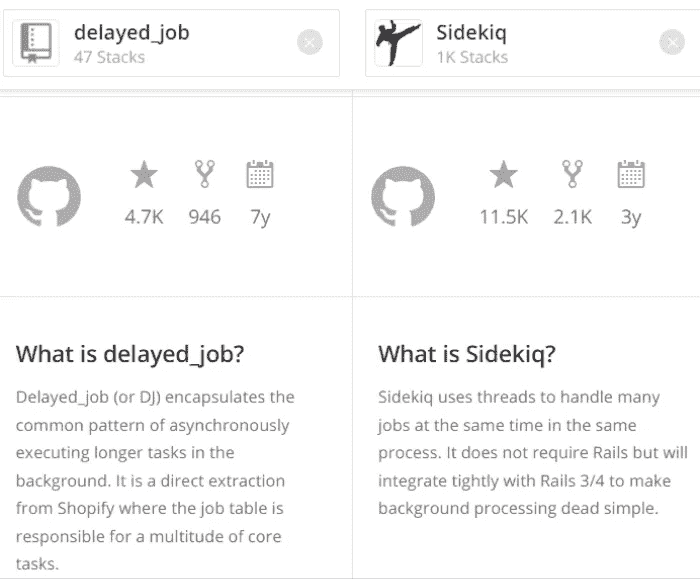 delayed_job
47 Stacks
Sidekiq
1K Stacks
4.7K 946 7y
11.5K 2.1K 3y
What is delayed_job?
Delayed_job (or DJ) encapsulates the
common pattern of asynchronously
executing longer tasks in the
background. It is a direct extraction
from Shopify where the job table is
responsible for a multitude of core
tasks.
What is Sidekiq?
Sidekiq uses threads to handle many
jobs at the same time in the same
process. It does not require Rails but will
integrate tightly with Rails 3/4 to make
background processing dead simple.